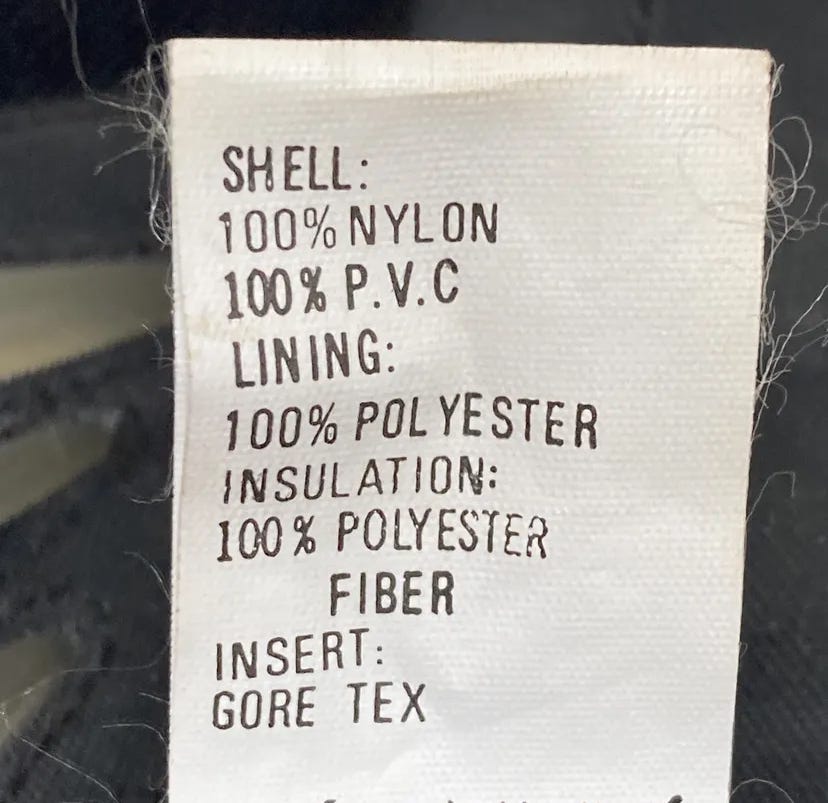 SHELL:
100% NYLON
100% P.V.C
LINING:
100% POLYESTER
INSULATION:
100% POLYESTER
FIBER
INSERT:
GORE TEX